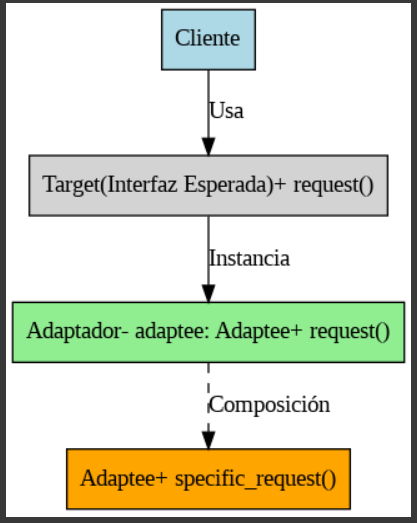 Cliente
Usa
Target(Interfaz Esperada)+ request()
Instancia
Adaptador- adaptee: Adaptee+ request()
Composición
Adaptee+ specific_request()